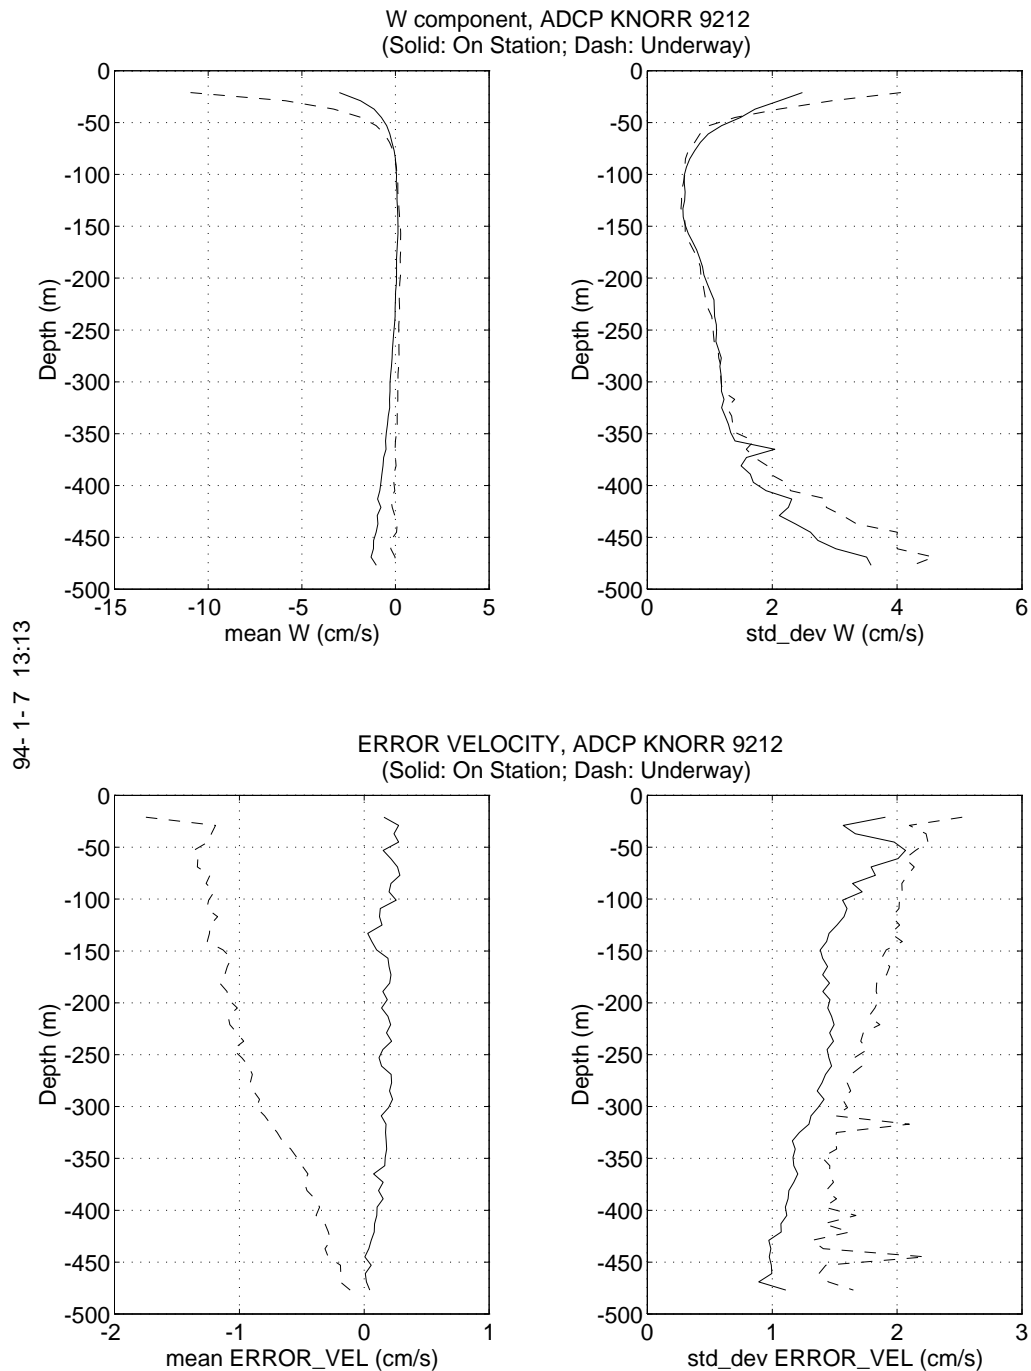 W component, ADCP KNORR 9212
(Solid: On Station; Dash: Underway)
0
-50
-100
-150
-200
-250
-300
-350
-400
-450
-500
Depth (m)
-15 -10 -5 0 5
mean W (cm/s)
0
-50
-100
-150
-200
-250
-300
-350
-400
-450
-500
Depth (m)
0 2 4 6
std_dev W (cm/s)
94- 1- 7 13:13
ERROR VELOCITY, ADCP KNORR 9212
(Solid: On Station; Dash: Underway)
0
-50
-100
-150
-200
-250
-300
-350
-400
-450
-500
Depth (m)
-2 -1 0 1
mean ERROR_VEL (cm/s)
0
-50
-100
-150
-200
-250
-300
-350
-400
-450
-500
Depth (m)
0 1 2 3
std_dev ERROR_VEL (cm/s)